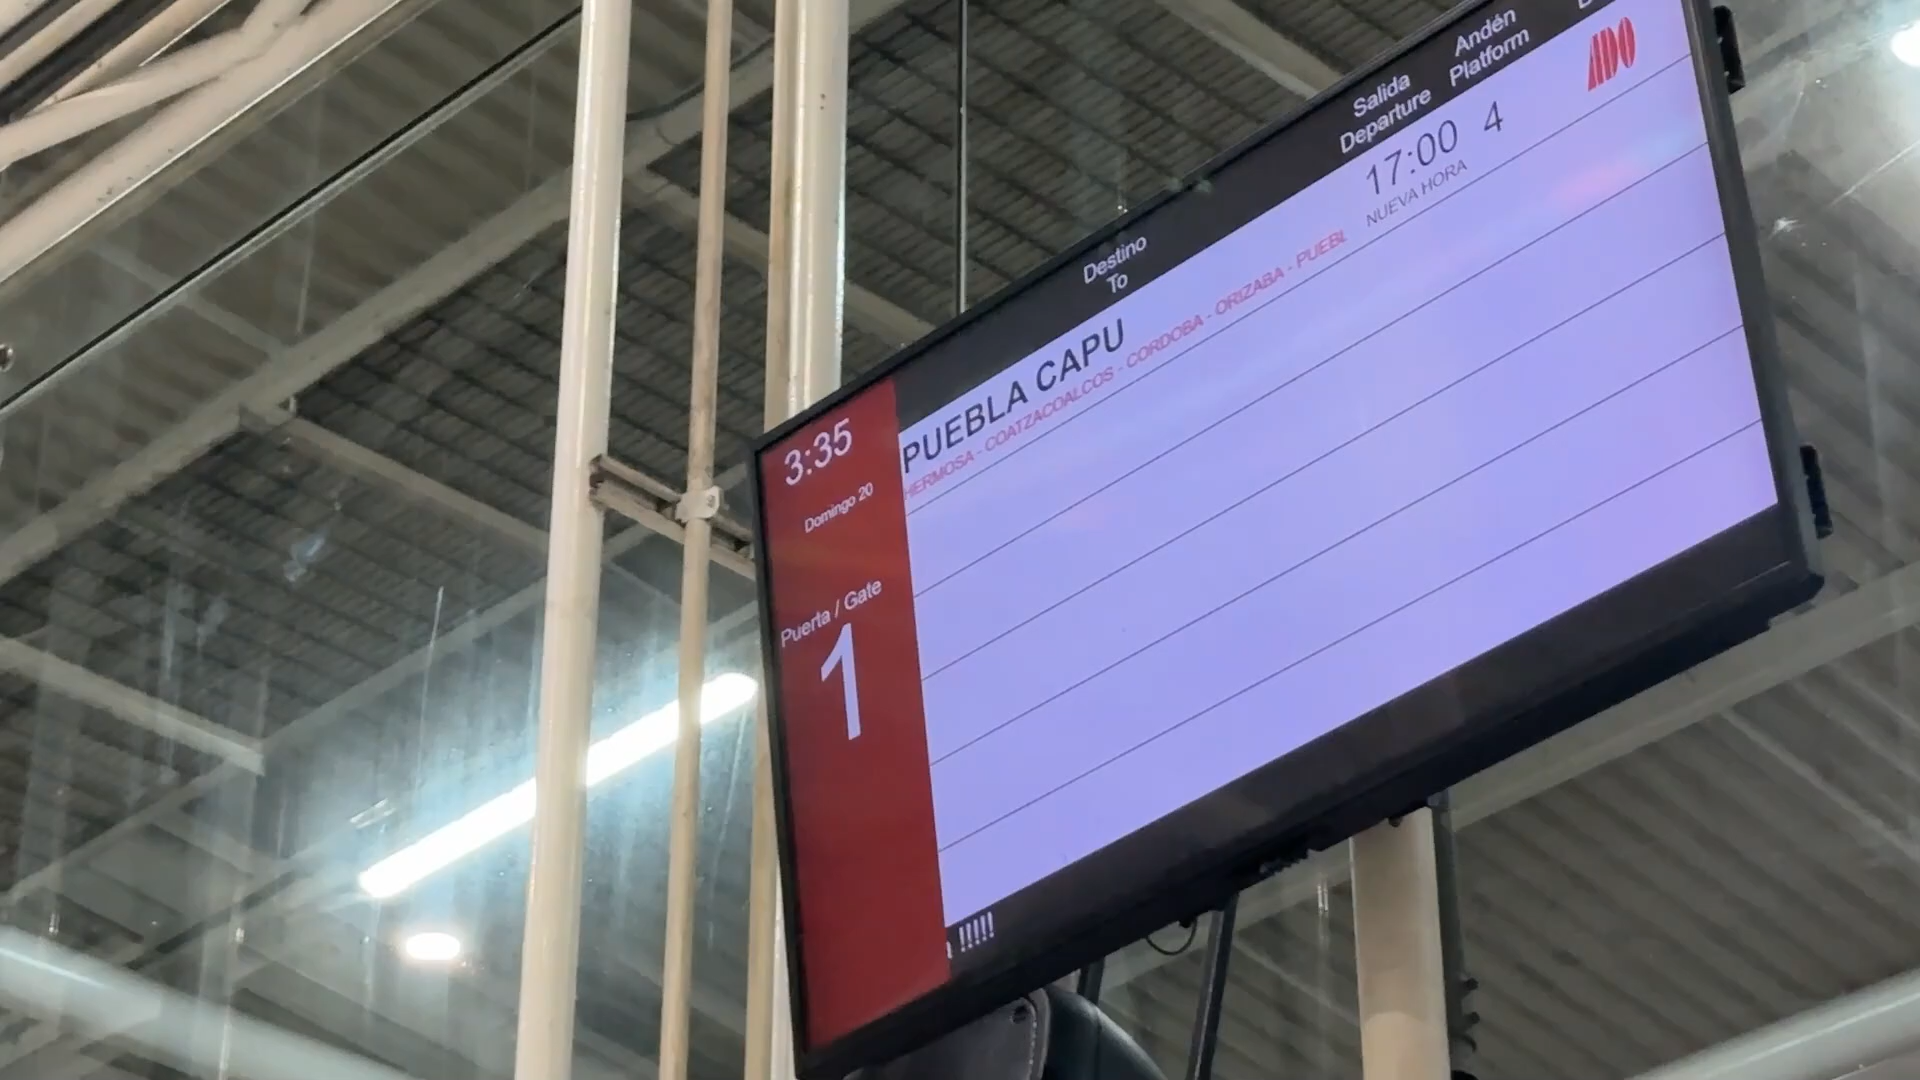 Destino
To
Salida
Departure
Andén
Platform
PUEBLA CAPU
17:00
4
ADO
NUEVA HORA
HERMOSA - COATZACOALCOS - CORDOBA - ORIZABA - PUEBL
3:35
Domingo 20
Puerta / Gate
1
!!!!!